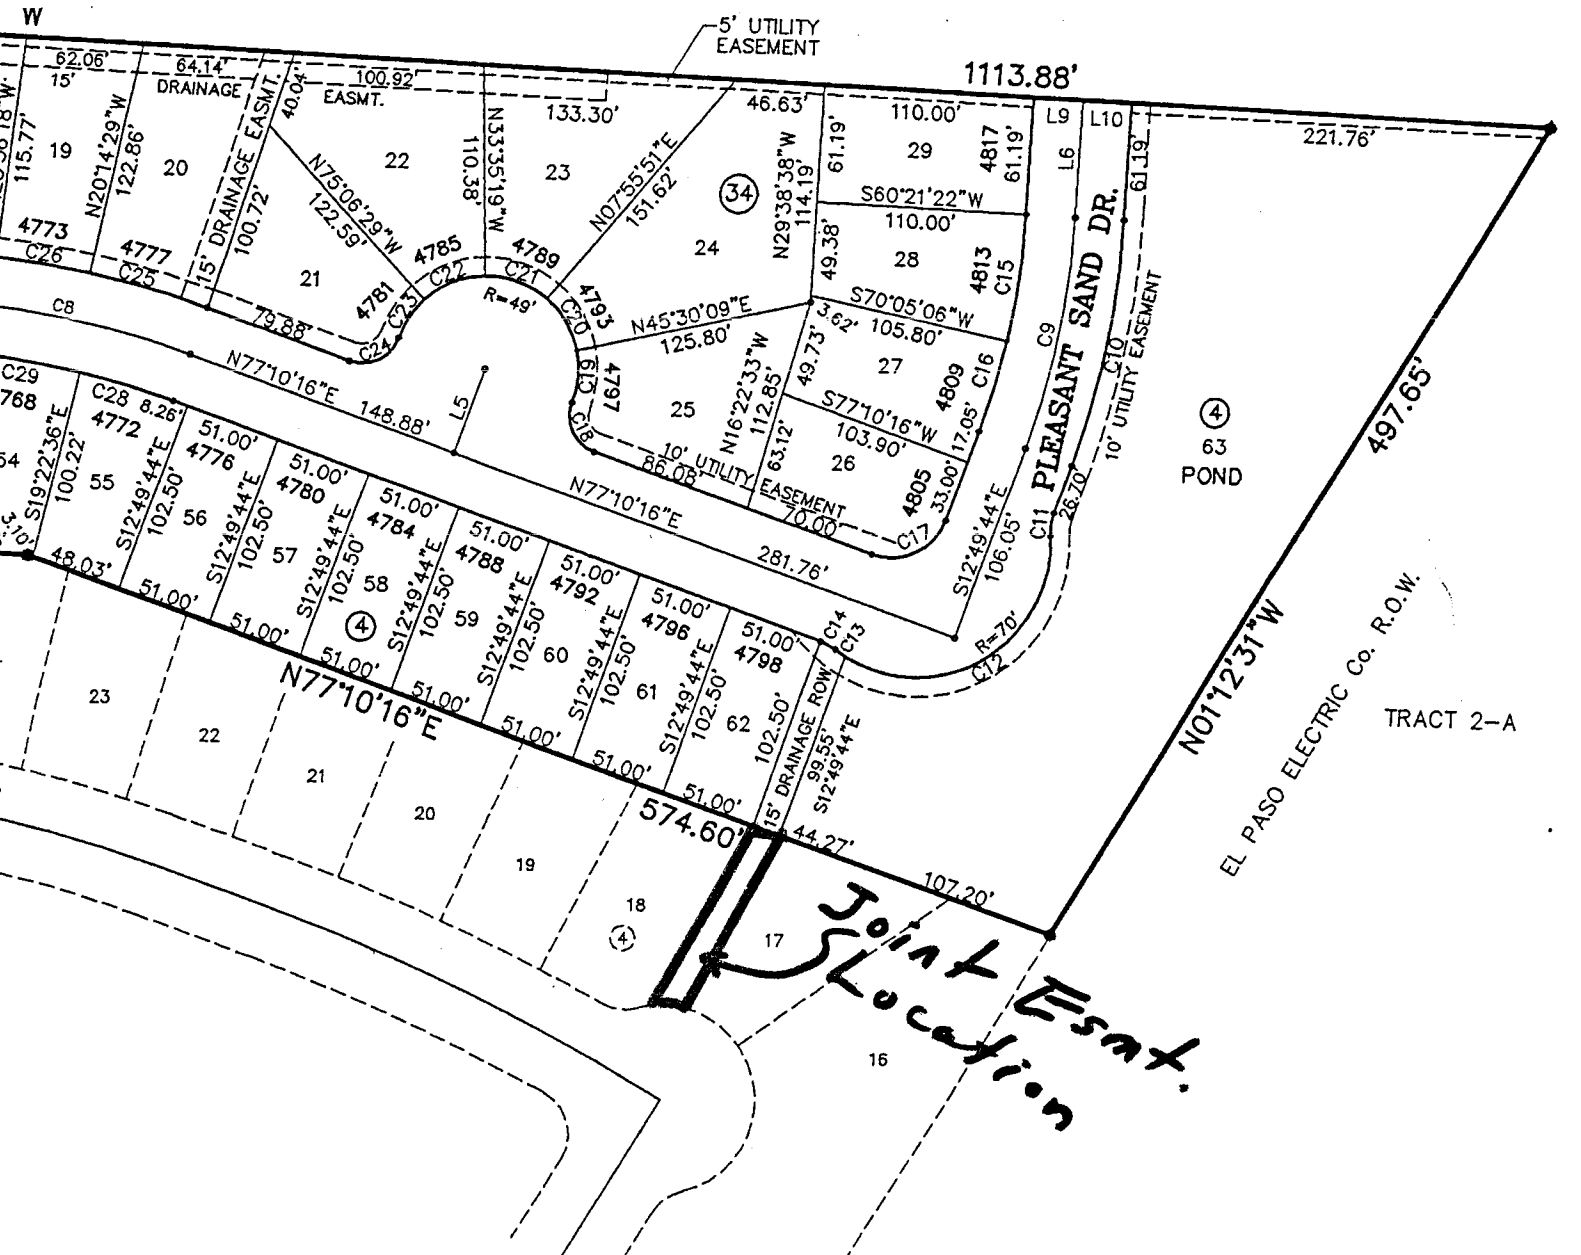 W
5' UTILITY
EASEMENT
1113.88'
62.06'
15'
64.14'
DRAINAGE
40.04'
100.92'
EASMT.
133.30'
46.63'
110.00'
L9
L10
221.76'
115.77'
19
N20°14'29"W
122.86'
20
15' DRAINAGE EASMT.
100.72'
22
N75°06'29"W
122.59'
N33°35'19"W
110.38'
23
N07°55'51"E
151.62'
34
N29°38'38"W
114.19'
61.19'
29
4817
61.19'
L6
61.19'
S60°21'22"W
110.00'
4773
C26
4777
C25
21
4781
C23
4785
C22
4789
C21
R=49'
4793
C20
24
49.38'
28
4813
C15
PLEASANT SAND DR.
S70°05'06"W
105.80'
3.62'
C8
79.88'
C24
N45°30'09"E
125.80'
C19
4797
C18
25
N16°22'33"W
112.85'
49.73'
27
4809
C16
C9
C10
10' UTILITY EASEMENT
N77°10'16"E
148.88'
L5
S77°10'16"W
103.90'
17.05'
63.12'
26
4805
33.00'
4
63
POND
497.65'
C29
4768
C28
8.26'
4772
51.00'
4776
51.00'
4780
51.00'
4784
51.00'
4788
51.00'
4792
51.00'
4796
51.00'
4798
10' UTILITY EASEMENT
86.08'
70.00'
C17
N77°10'16"E
281.76'
S12°49'44"E
106.05'
C11
26.70'
54
S19°22'36"E
100.22'
55
S12°49'44"E
102.50'
56
S12°49'44"E
102.50'
57
S12°49'44"E
102.50'
58
4
S12°49'44"E
102.50'
59
S12°49'44"E
102.50'
60
S12°49'44"E
102.50'
61
S12°49'44"E
102.50'
62
102.50'
C14
C13
R=70'
C12
15' DRAINAGE ROW
99.55'
S12°49'44"E
3.10'
48.03'
51.00'
51.00'
51.00'
51.00'
51.00'
51.00'
51.00'
N77°10'16"E
574.60'
44.27'
107.20'
N01°12'31"W
EL PASO ELECTRIC Co. R.O.W.
TRACT 2-A
23
22
21
20
19
18
4
17
16
Joint Esmt.
Location